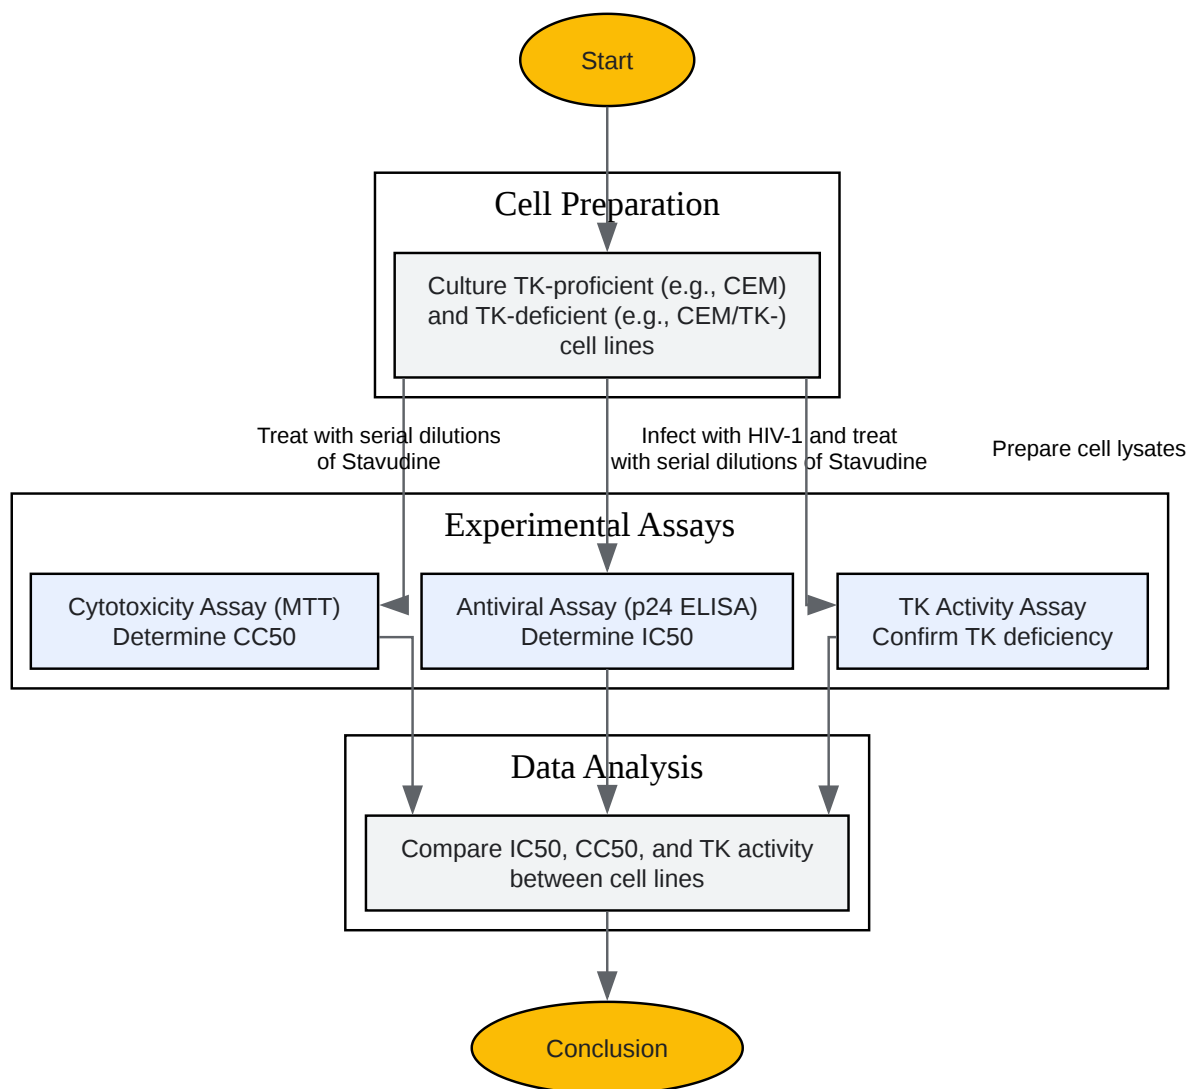 Start
Cell Preparation
Culture TK-proficient (e.g., CEM)
and TK-deficient (e.g., CEM/TK-)
cell lines
Treat with serial dilutions
of Stavudine
Infect with HIV-1 and treat
with serial dilutions of Stavudine
Prepare cell lysates
Experimental Assays
Cytotoxicity Assay (MTT)
Determine CC50
Antiviral Assay (p24 ELISA)
Determine IC50
TK Activity Assay
Confirm TK deficiency
Data Analysis
Compare IC50, CC50, and TK activity
between cell lines
Conclusion